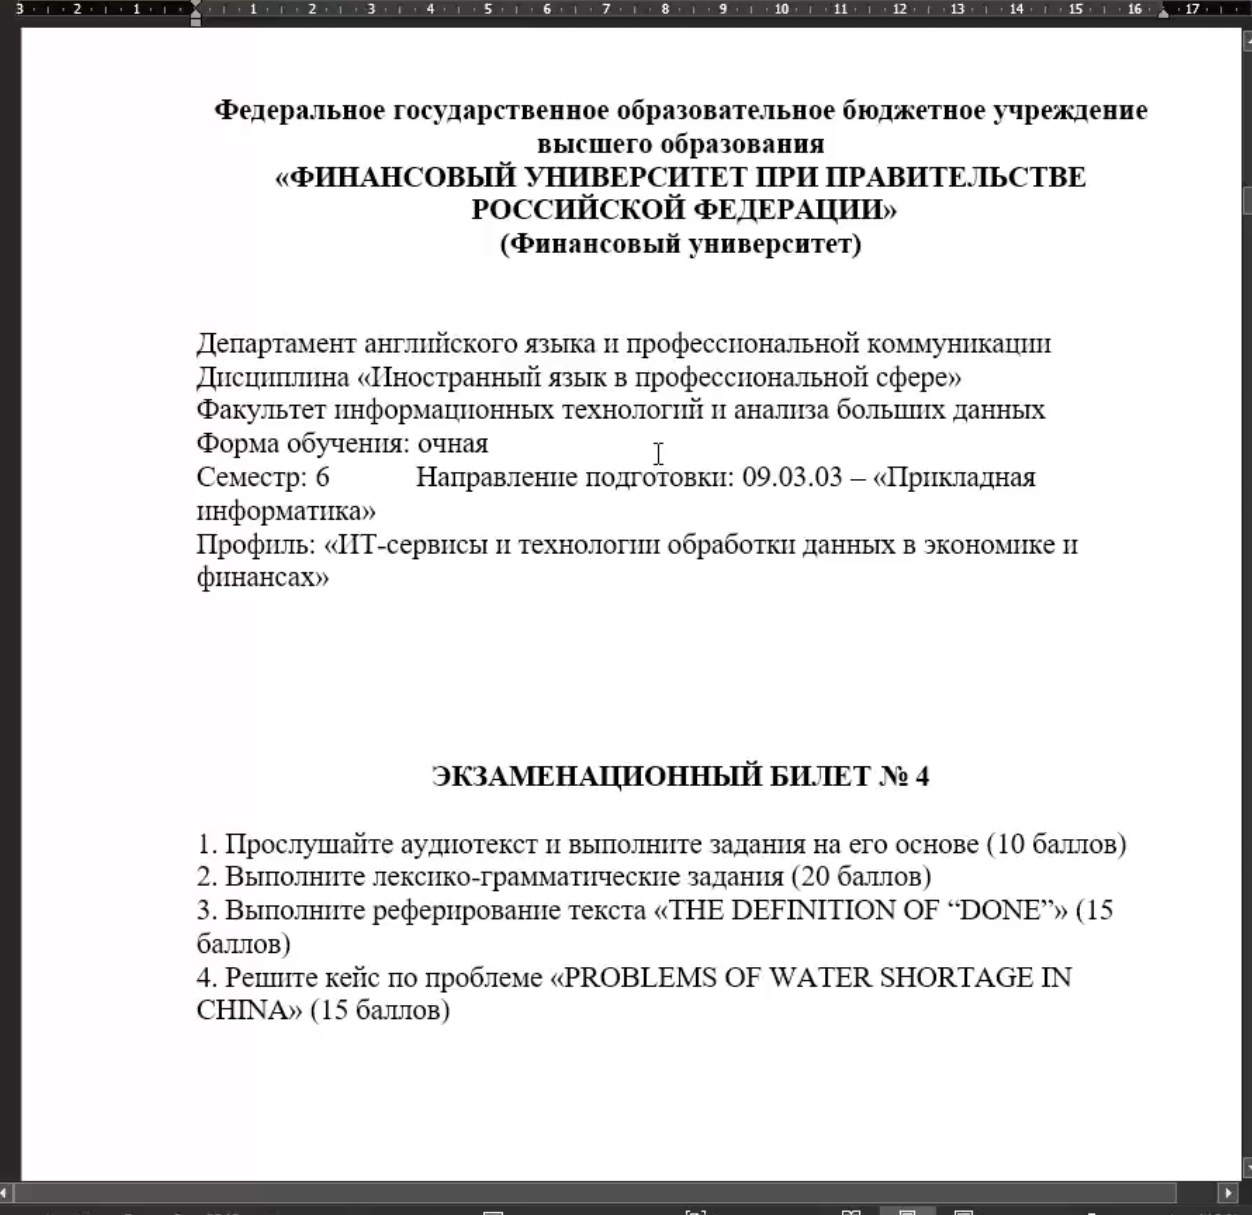 3 2 1 1 2 3 4 5 6 7 8 9 10 11 12 13 14 15 16 17
Федеральное государственное образовательное бюджетное учреждение
высшего образования
«ФИНАНСОВЫЙ УНИВЕРСИТЕТ ПРИ ПРАВИТЕЛЬСТВЕ
РОССИЙСКОЙ ФЕДЕРАЦИИ»
(Финансовый университет)
Департамент английского языка и профессиональной коммуникации
Дисциплина «Иностранный язык в профессиональной сфере»
Факультет информационных технологий и анализа больших данных
Форма обучения: очная
Семестр: 6 Направление подготовки: 09.03.03 – «Прикладная
информатика»
Профиль: «ИТ-сервисы и технологии обработки данных в экономике и
финансах»
ЭКЗАМЕНАЦИОННЫЙ БИЛЕТ № 4
1. Прослушайте аудиотекст и выполните задания на его основе (10 баллов)
2. Выполните лексико-грамматические задания (20 баллов)
3. Выполните реферирование текста «THE DEFINITION OF “DONE”» (15
баллов)
4. Решите кейс по проблеме «PROBLEMS OF WATER SHORTAGE IN
CHINA» (15 баллов)